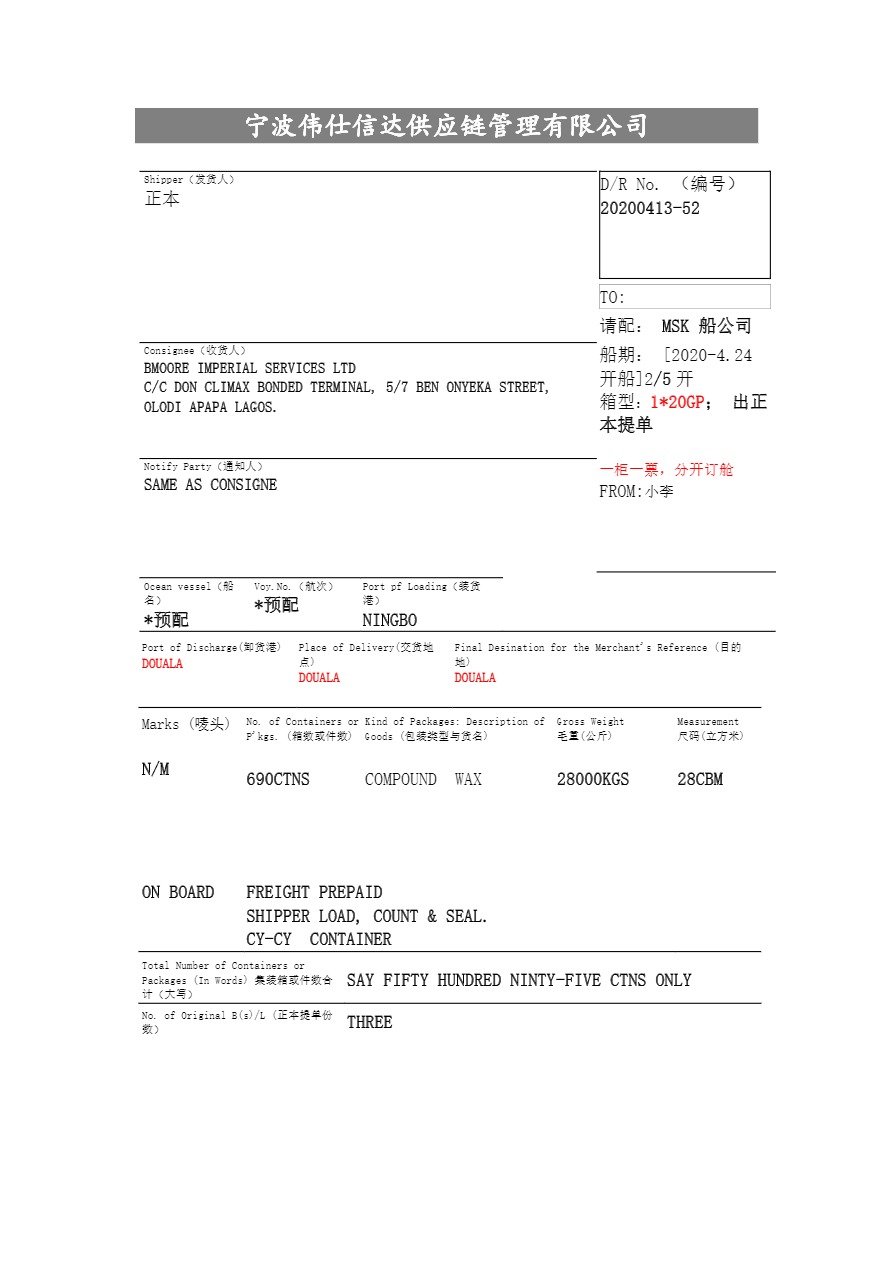 宁波伟仕信达供应链管理有限公司
Shipper（发货人）
正本
D/R No. （编号）
20200413-52
TO:
请配： MSK 船公司
船期： [2020-4.24
开船]2/5 开
箱型：1*20GP； 出正
本提单
Consignee（收货人）
BMOORE IMPERIAL SERVICES LTD
C/C DON CLIMAX BONDED TERMINAL, 5/7 BEN ONYEKA STREET,
OLODI APAPA LAGOS.
Notify Party（通知人）
SAME AS CONSIGNE
一柜一票，分开订舱
FROM:小李
Ocean vessel（船
名）
*预配
Voy.No.（航次）
*预配
Port pf Loading（装货
港）
NINGBO
Port of Discharge(卸货港)
DOUALA
Place of Delivery(交货地
点）
DOUALA
Final Desination for the Merchant's Reference (目的
地)
DOUALA
Marks (唛头)
No. of Containers or
P'kgs. (箱数或件数)
Kind of Packages: Description of
Goods (包装类型与货名)
Gross Weight
毛重(公斤)
Measurement
尺码(立方米)
N/M
690CTNS
COMPOUND WAX
28000KGS
28CBM
ON BOARD
FREIGHT PREPAID
SHIPPER LOAD, COUNT & SEAL.
CY-CY CONTAINER
Total Number of Containers or
Packages (In Words) 集装箱或件数合
计（大写）
SAY FIFTY HUNDRED NINTY-FIVE CTNS ONLY
No. of Original B(s)/L (正本提单份
数）
THREE